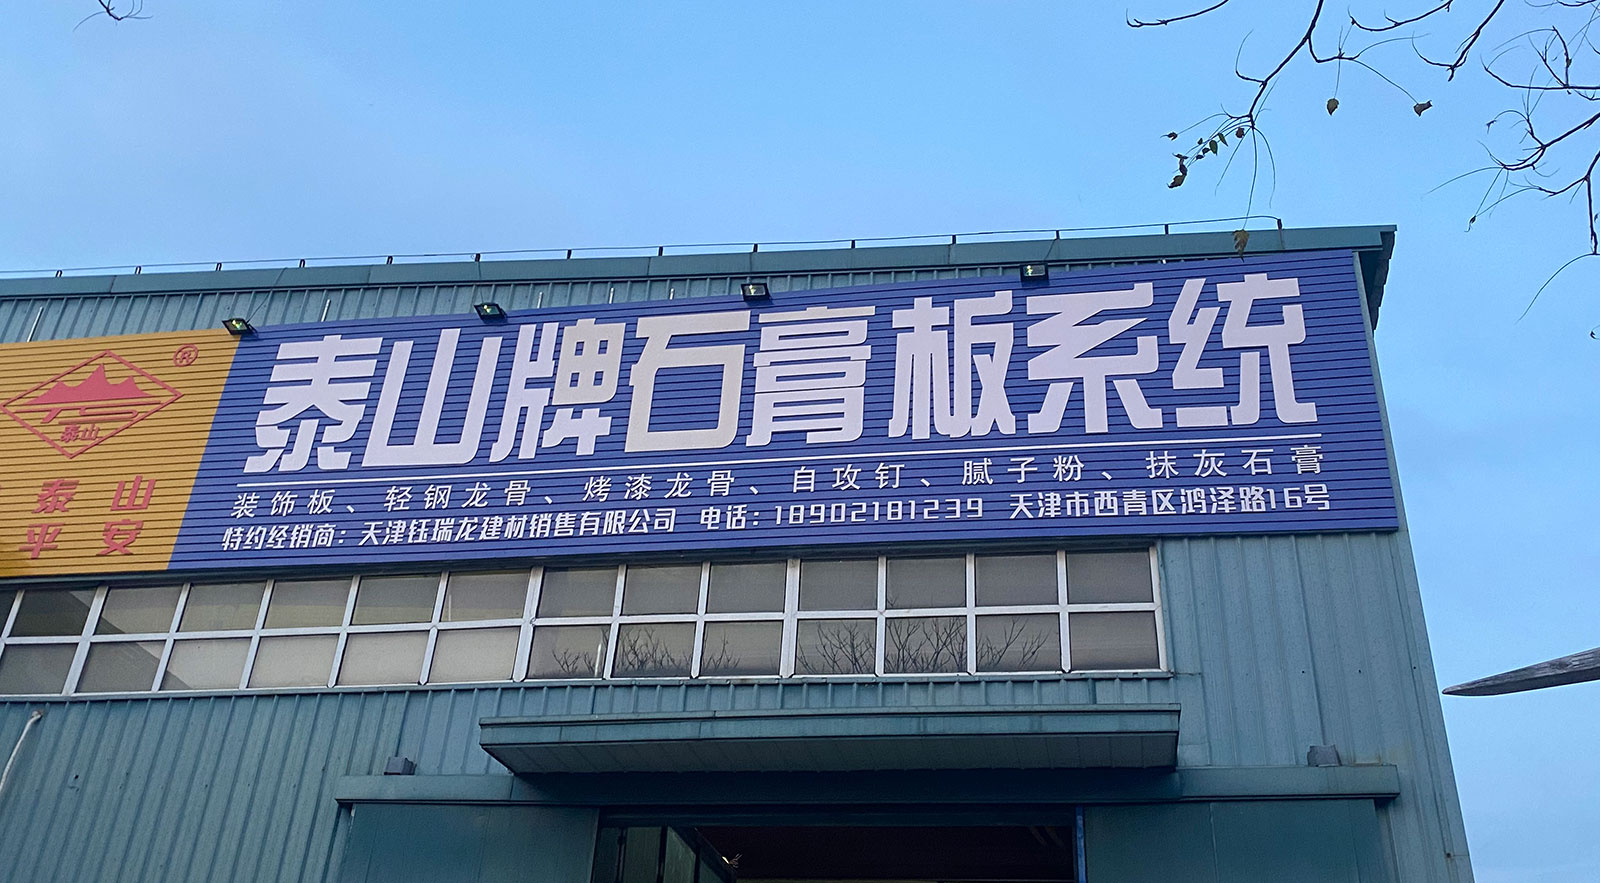 泰山牌石膏板系统
装饰板、轻钢龙骨、烤漆龙骨、自攻钉、腻子粉、抹灰石膏
特约经销商：天津钰瑞龙建材销售有限公司 电话：18902181239 天津市西青区鸿泽路16号
®
TS
泰山
泰山
平安